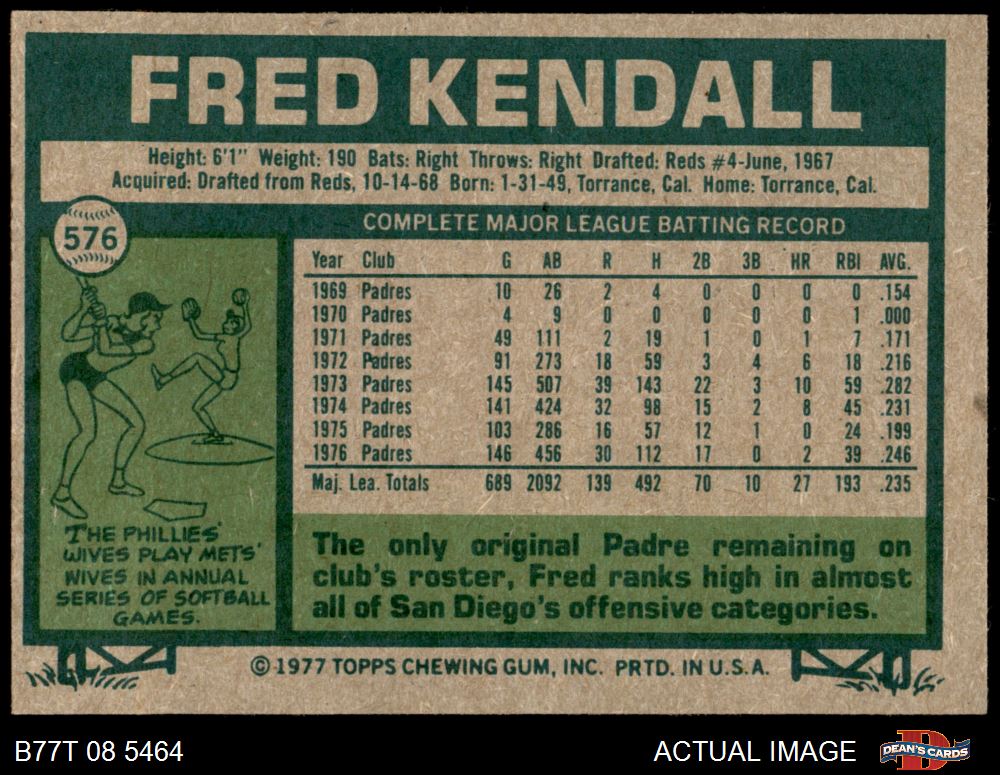 FRED KENDALL
Height: 6'1" Weight: 190 Bats: Right Throws: Right Drafted: Reds #4-June, 1967
Acquired: Drafted from Reds, 10-14-68 Born: 1-31-49, Torrance, Cal. Home: Torrance, Cal.
576
COMPLETE MAJOR LEAGUE BATTING RECORD
Year Club G AB R H 2B 3B HR RBI AVG.
1969 Padres 10 26 2 4 0 0 0 0 .154
1970 Padres 4 9 0 0 0 0 0 1 .000
1971 Padres 49 111 2 19 1 0 1 7 .171
1972 Padres 91 273 18 59 3 4 6 18 .216
1973 Padres 145 507 39 143 22 3 10 59 .282
1974 Padres 141 424 32 98 15 2 8 45 .231
1975 Padres 103 286 16 57 12 1 0 24 .199
1976 Padres 146 456 30 112 17 0 2 39 .246
Maj. Lea. Totals 689 2092 139 492 70 10 27 193 .235
THE PHILLIES'
WIVES PLAY METS'
WIVES IN ANNUAL
SERIES OF SOFTBALL
GAMES.
The only original Padre remaining on
club's roster, Fred ranks high in almost
all of San Diego's offensive categories.
©1977 TOPPS CHEWING GUM, INC. PRTD. IN U.S.A.
B77T 08 5464
ACTUAL IMAGE
DEAN'S CARDS